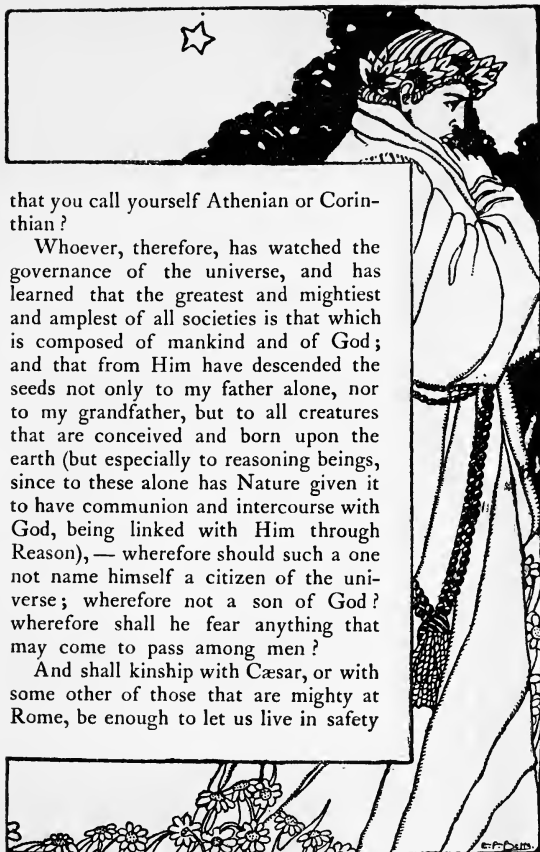 that you call yourself Athenian or Corin-
thian ?
Whoever, therefore, has watched the
governance of the universe, and has
learned that the greatest and mightiest
and amplest of all societies is that which
is composed of mankind and of God ;
and that from Him have descended the
seeds not only to my father alone, nor
to my grandfather, but to all creatures
that are conceived and born upon the
earth (but especially to reasoning beings,
since to these alone has Nature given it
to have communion and intercourse with
God, being linked with Him through
Reason), — wherefore should such a one
not name himself a citizen of the uni-
verse ; wherefore not a son of God ?
wherefore shall he fear anything that
may come to pass among men ?
And shall kinship with Cæsar, or with
some other of those that are mighty at
Rome, be enough to let us live in safety
E·F·Betts.